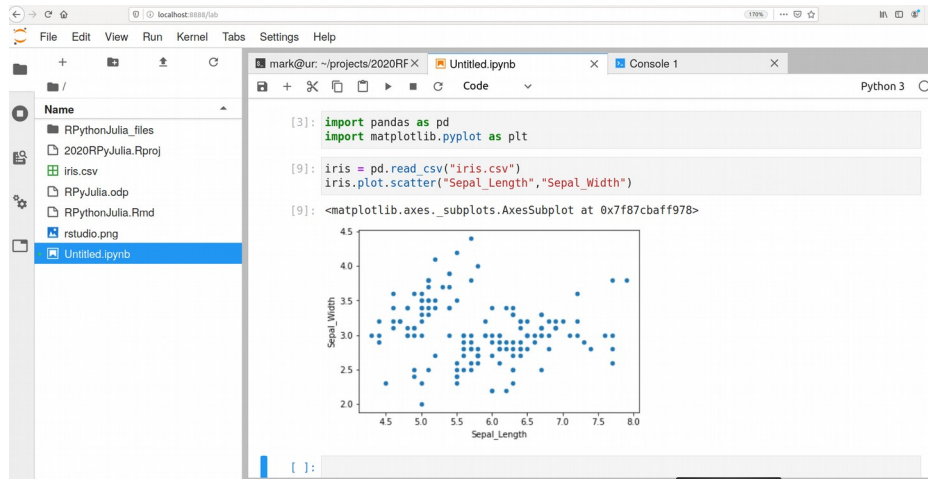 localhost:8888/lab
170%
File Edit View Run Kernel Tabs Settings Help
mark@ur: ~/projects/2020RF
Untitled.ipynb
Console 1
/
Code
Python 3
Name
RPythonJulia_files
2020RPyJulia.Rproj
iris.csv
RPyJulia.odp
RPythonJulia.Rmd
rstudio.png
Untitled.ipynb
[3]: import pandas as pd
import matplotlib.pyplot as plt
[9]: iris = pd.read_csv("iris.csv")
iris.plot.scatter("Sepal_Length","Sepal_Width")
[9]: <matplotlib.axes._subplots.AxesSubplot at 0x7f87cbaff978>
4.5
4.0
3.5
3.0
2.5
2.0
Sepal_Width
4.5 5.0 5.5 6.0 6.5 7.0 7.5 8.0
Sepal_Length
[ ]: